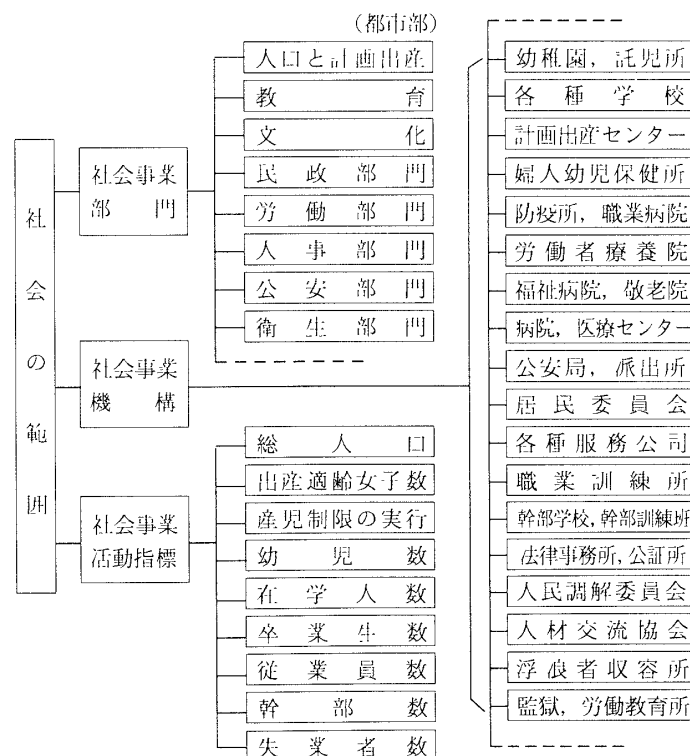 (都市部)
社会の範囲
社会事業
部門
人口と計画出産
教育
文化
民政部門
労働部門
人事部門
公安部門
衛生部門
社会事業
機構
幼稚園，託児所
各種学校
計画出産センター
婦人幼児保健所
防疫所，職業病院
労働者療養院
福祉病院，敬老院
病院，医療センター
公安局，派出所
居民委員会
各種服務公司
職業訓練所
幹部学校，幹部訓練班
法律事務所，公証所
人民調解委員会
人材交流協会
浮浪者収容所
監獄，労働教育所
社会事業
活動指標
総人口
出産適齢女子数
産児制限の実行
幼児数
在学人数
卒業生数
従業員数
幹部数
失業者数